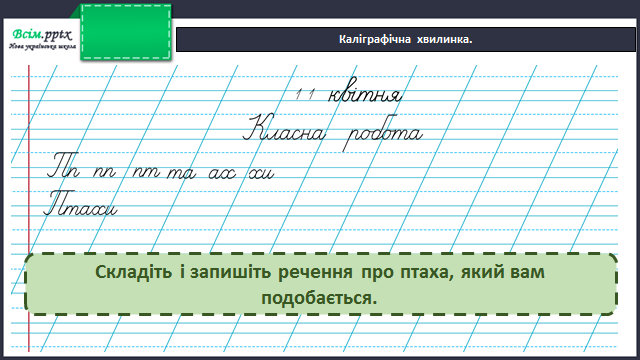 Всім.pptx
Нова українська школа
Каліграфічна хвилинка.
11 квітня
Класна робота
Пп пп пт та ах хи
Птахи
Складіть і запишіть речення про птаха, який вам
подобається.